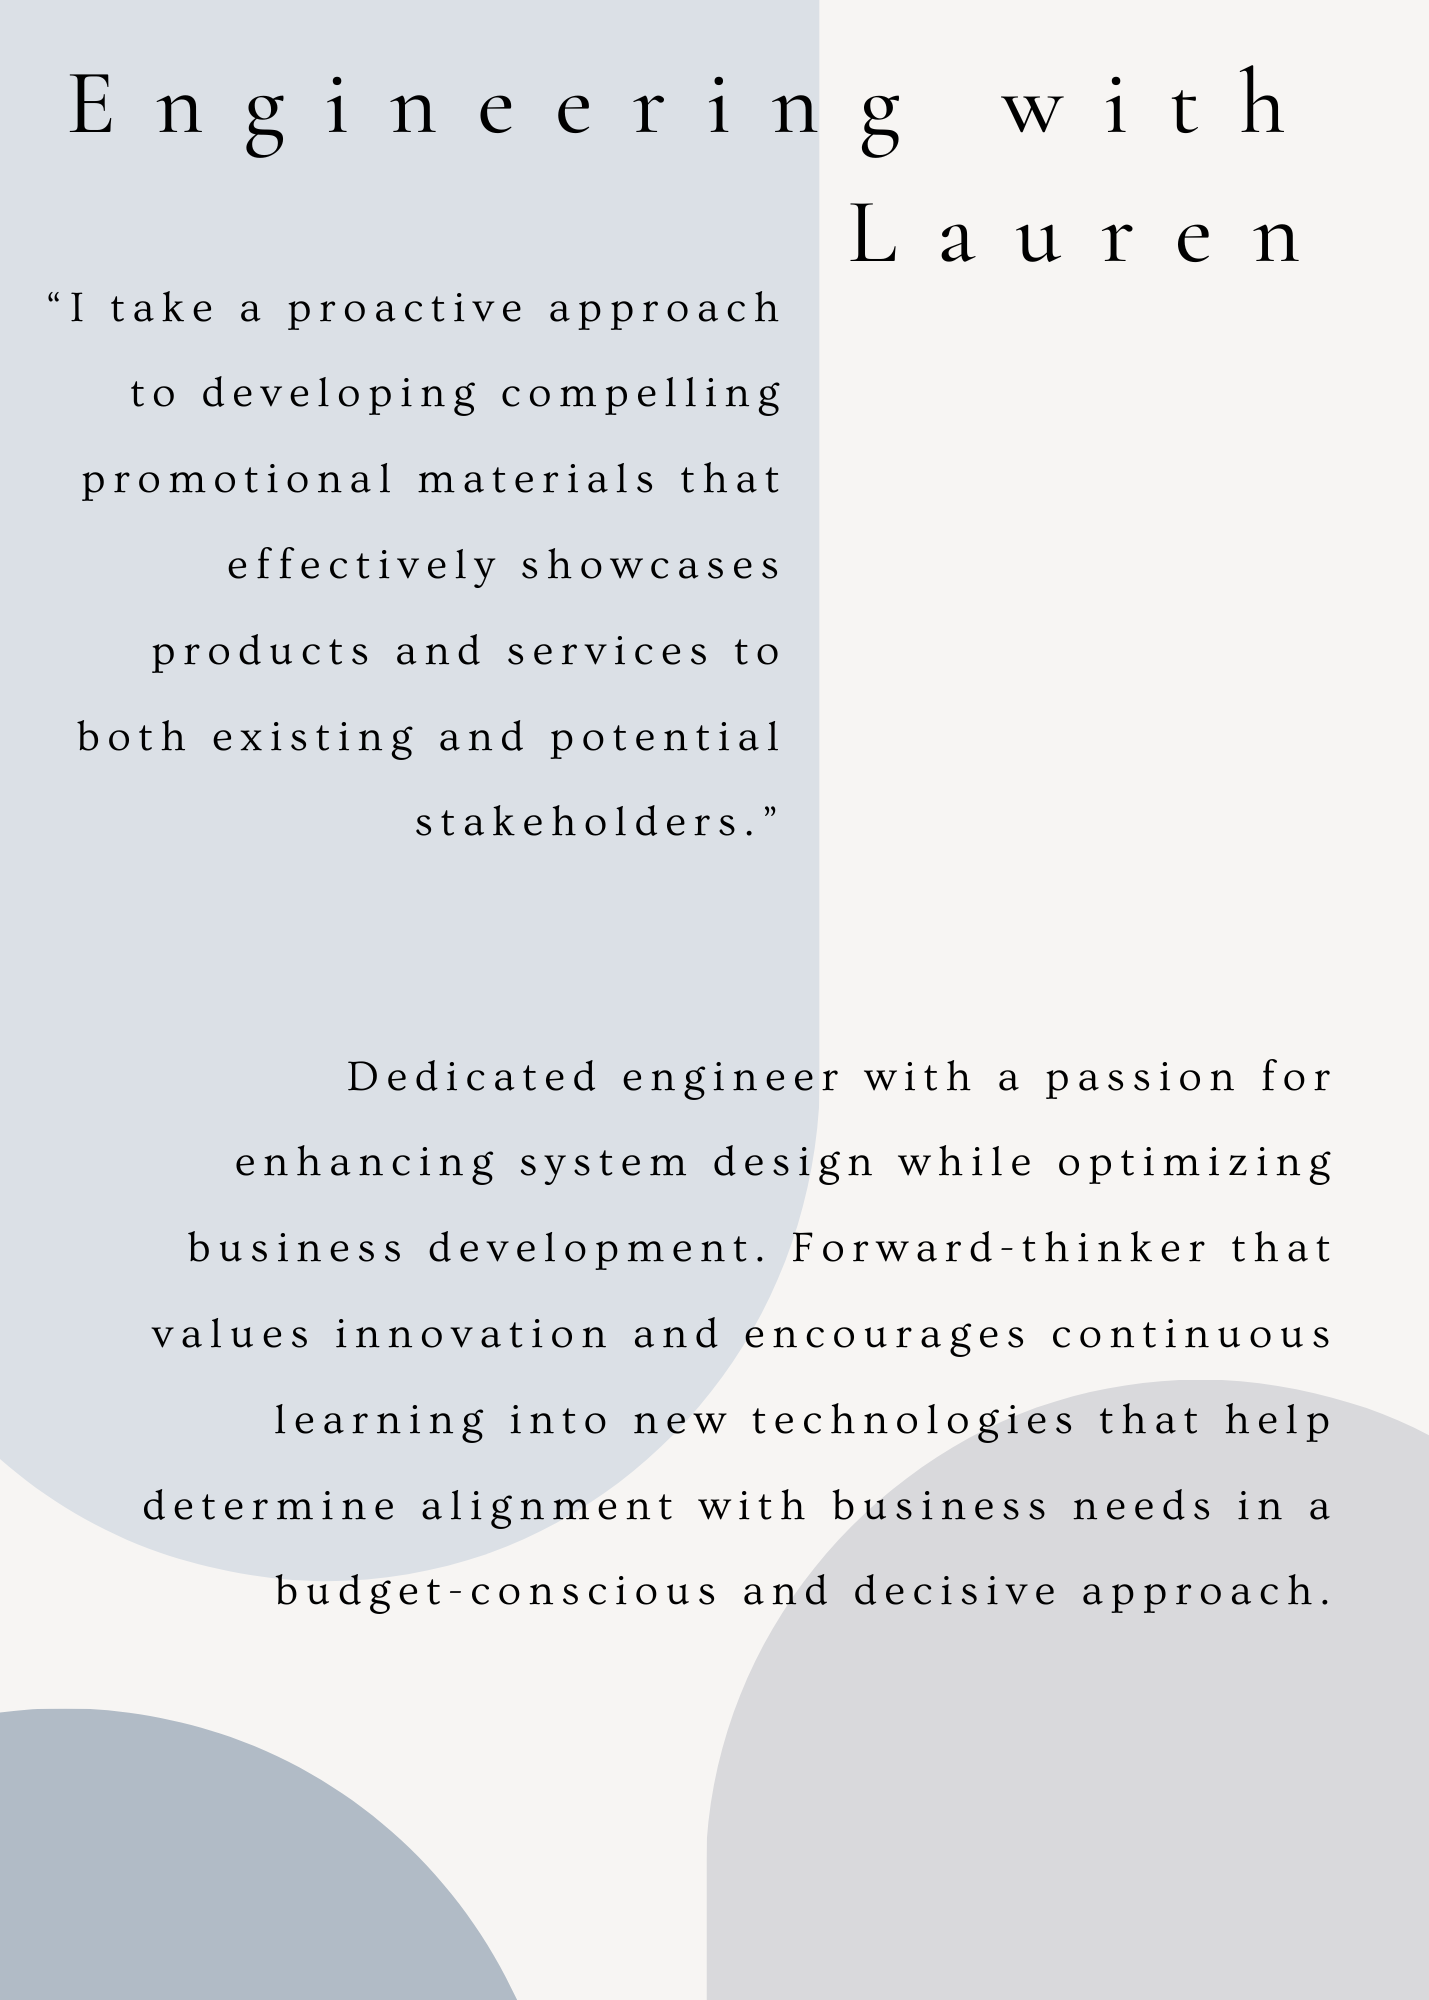 Engineering with
Lauren
“I take a proactive approach
to developing compelling
promotional materials that
effectively showcases
products and services to
both existing and potential
stakeholders.”
Dedicated engineer with a passion for
enhancing system design while optimizing
business development. Forward-thinker that
values innovation and encourages continuous
learning into new technologies that help
determine alignment with business needs in a
budget-conscious and decisive approach.